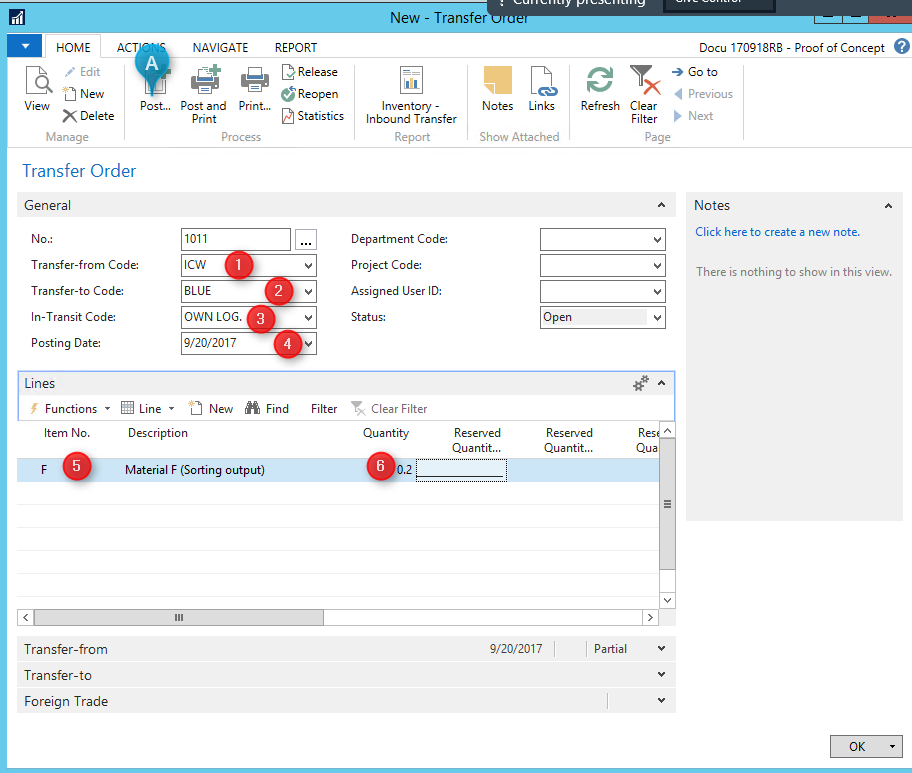 Currently presenting
Give Control
New - Transfer Order
HOME ACTIONS NAVIGATE REPORT
Docu 170918RB - Proof of Concept ?
A
View
Edit
New
Delete
Manage
Post...
Post and
Print
Print...
Release
Reopen
Statistics
Process
Inventory -
Inbound Transfer
Report
Notes
Links
Show Attached
Refresh
Clear
Filter
Go to
Previous
Next
Page
Transfer Order
General
No.: 1011 ...
Transfer-from Code: ICW 1
Transfer-to Code: BLUE 2
In-Transit Code: OWN LOG. 3
Posting Date: 9/20/2017 4
Department Code:
Project Code:
Assigned User ID:
Status: Open
Notes
Click here to create a new note.
There is nothing to show in this view.
Lines
Functions Line New Find Filter Clear Filter
Item No. Description Quantity Reserved
Quantit... Reserved
Quantit... Rese
Qua
F 5 Material F (Sorting output) 6 0.2
Transfer-from 9/20/2017 Partial
Transfer-to
Foreign Trade
OK